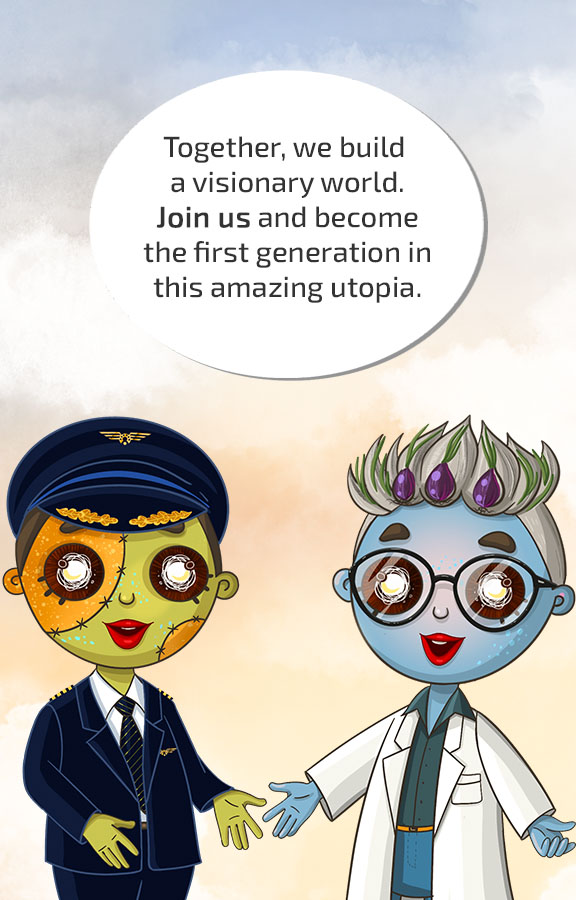 Together, we build
a visionary world.
Join us and become
the first generation in
this amazing utopia.